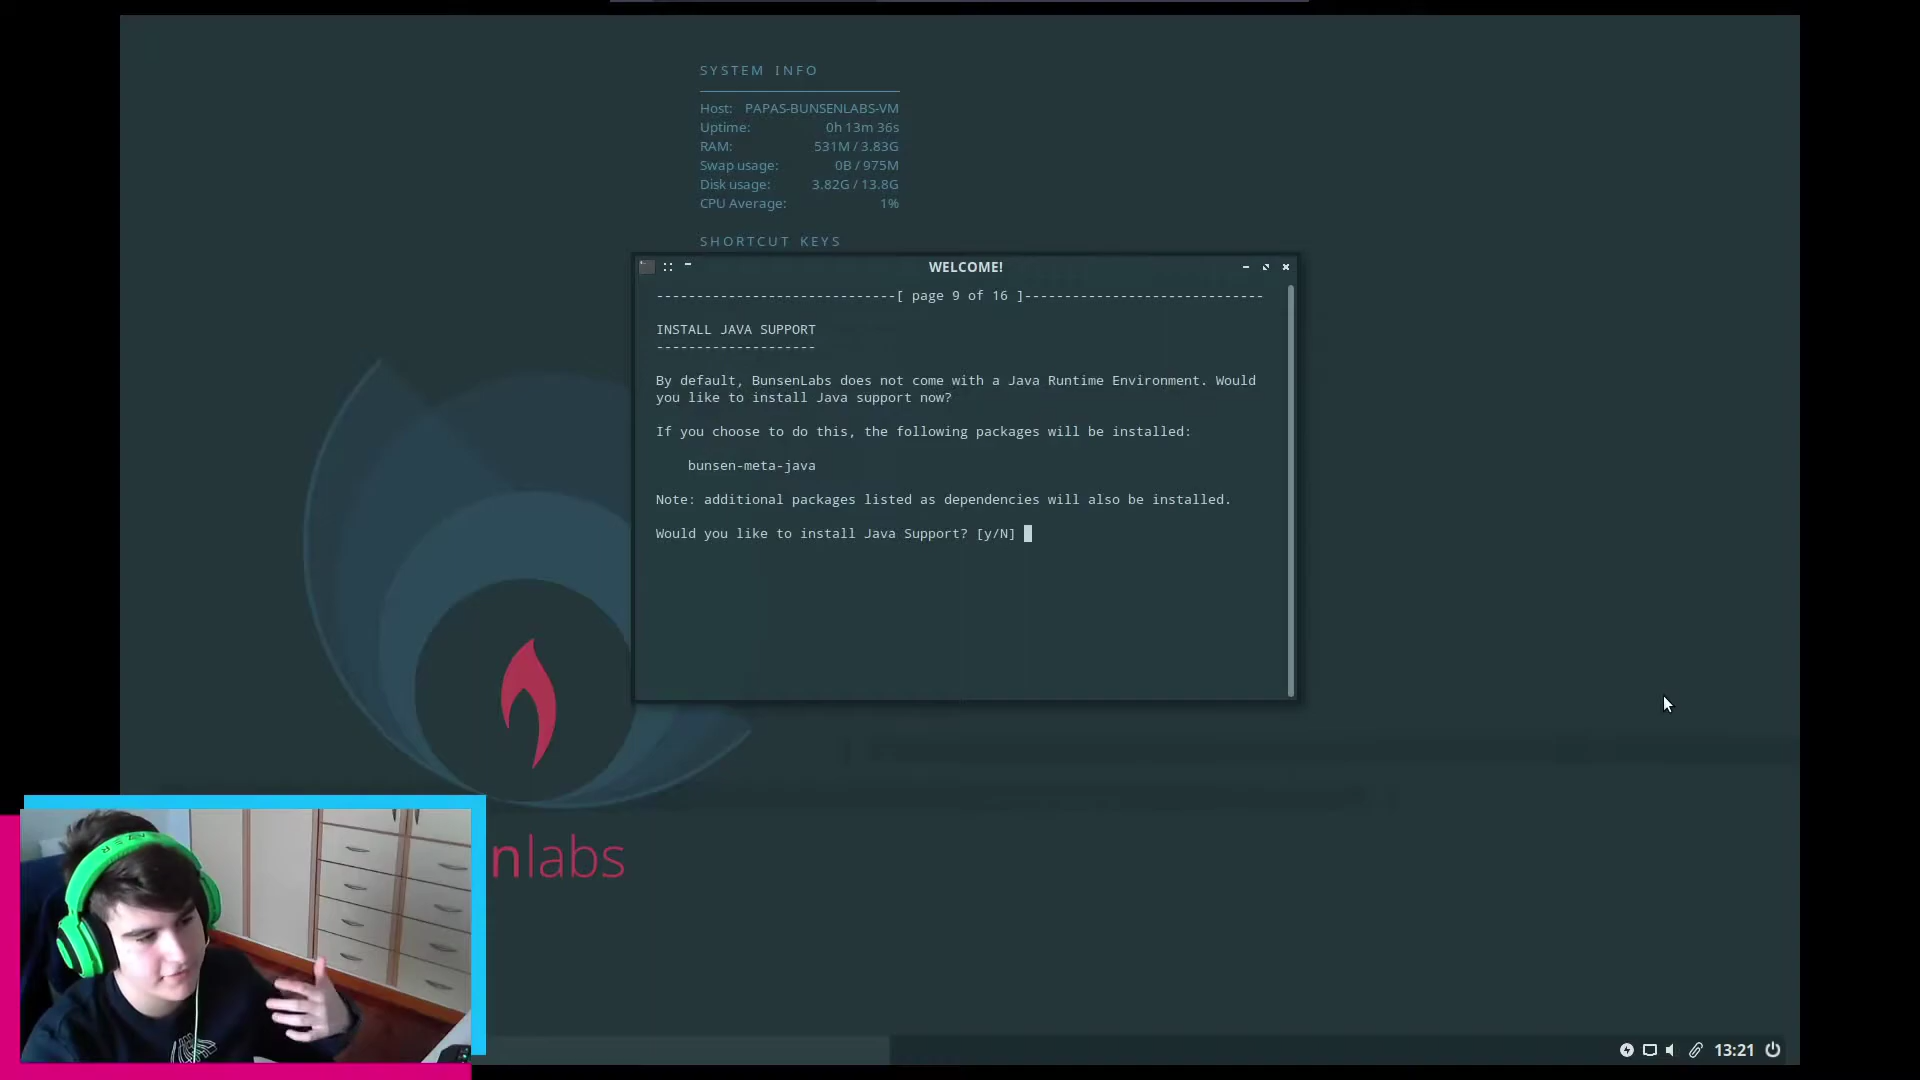 SYSTEM INFO
Host: PAPAS-BUNSENLABS-VM
Uptime: 0h 13m 36s
RAM: 531M / 3.83G
Swap usage: 0B / 975M
Disk usage: 3.82G / 13.8G
CPU Average: 1%
SHORTCUT KEYS
WELCOME!
------------------------------[ page 9 of 16 ]------------------------------
INSTALL JAVA SUPPORT
--------------------
By default, BunsenLabs does not come with a Java Runtime Environment. Would
you like to install Java support now?
If you choose to do this, the following packages will be installed:
bunsen-meta-java
Note: additional packages listed as dependencies will also be installed.
Would you like to install Java Support? [y/N]
nlabs
13:21